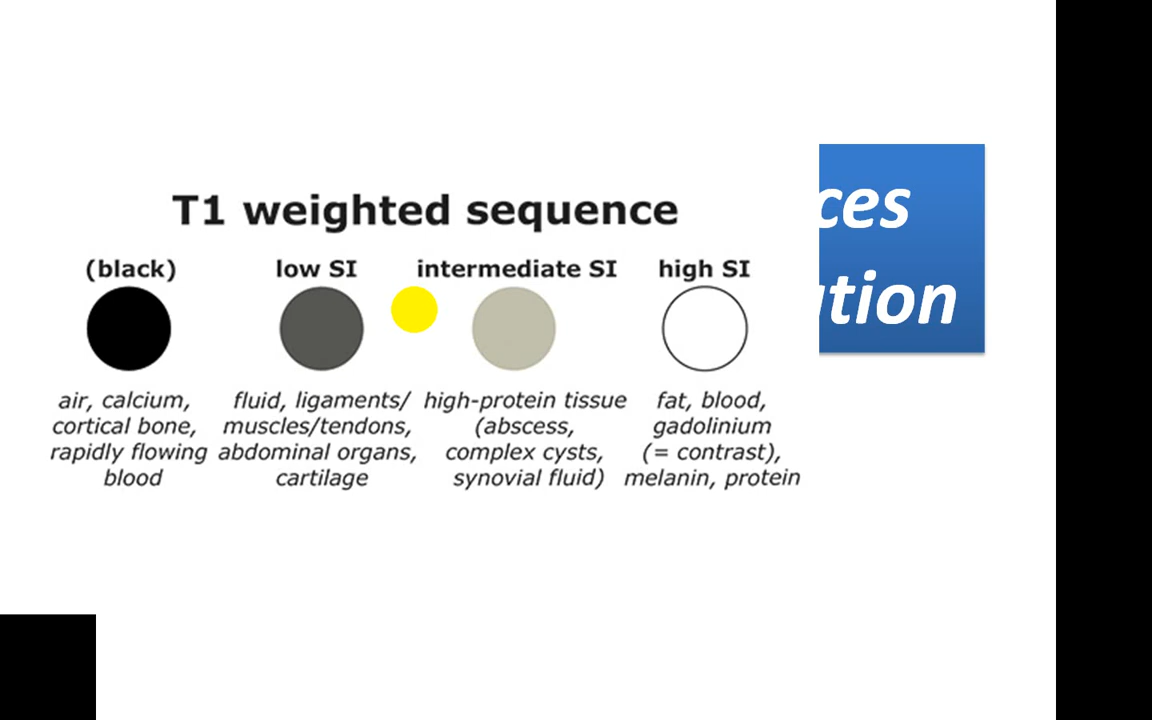 T1 weighted sequence
(black) low SI intermediate SI high SI
air, calcium,
cortical bone,
rapidly flowing
blood
fluid, ligaments/
muscles/tendons,
abdominal organs,
cartilage
high-protein tissue
(abscess,
complex cysts,
synovial fluid)
fat, blood,
gadolinium
(= contrast),
melanin, protein